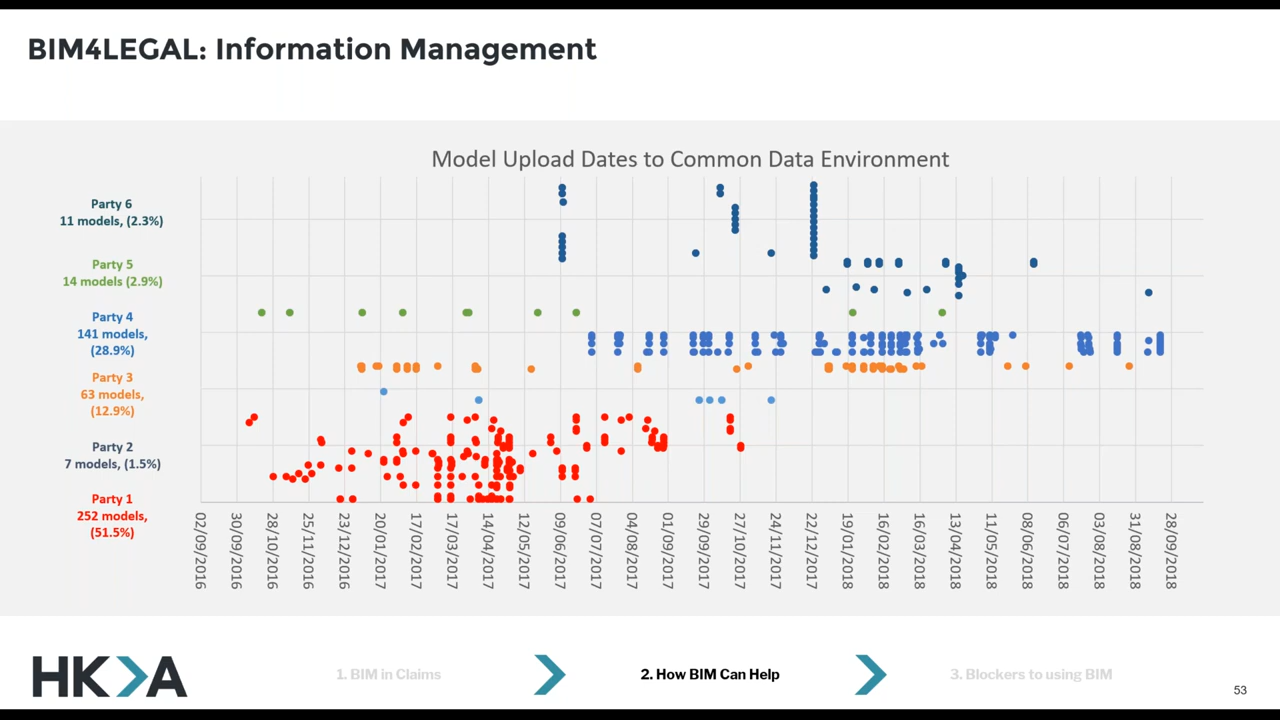 BIM4LEGAL: Information Management
Model Upload Dates to Common Data Environment
Party 6
11 models, (2.3%)
Party 5
14 models (2.9%)
Party 4
141 models,
(28.9%)
Party 3
63 models,
(12.9%)
Party 2
7 models, (1.5%)
Party 1
252 models,
(51.5%)
02/09/2016
30/09/2016
28/10/2016
25/11/2016
23/12/2016
20/01/2017
17/02/2017
17/03/2017
14/04/2017
12/05/2017
09/06/2017
07/07/2017
04/08/2017
01/09/2017
29/09/2017
27/10/2017
24/11/2017
22/12/2017
19/01/2018
16/02/2018
16/03/2018
13/04/2018
11/05/2018
08/06/2018
06/07/2018
03/08/2018
31/08/2018
28/09/2018
HKA
1. BIM in Claims
2. How BIM Can Help
3. Blockers to using BIM
53